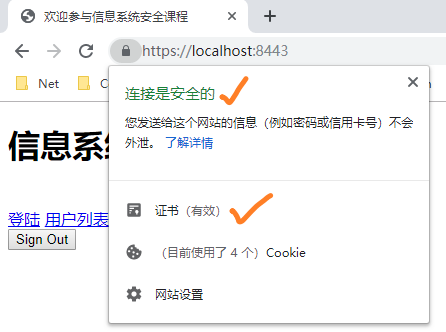 欢迎参与信息系统安全课程
https://localhost:8443
Net
连接是安全的
您发送给这个网站的信息（例如密码或信用卡号）不会
外泄。 了解详情
信息系
登陆 用户列表
Sign Out
证书（有效）
（目前使用了 4 个）Cookie
网站设置